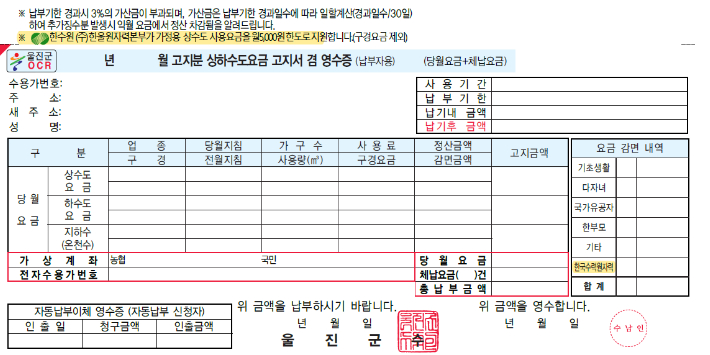 ※ 납부기한 경과시 3%의 가산금이 부과되며, 가산금은 납부기한 경과일수에 따라 일할계산(경과일수/30일)
하여 추가징수분 발생시 익월 요금에서 정산 차감됨을 알려드립니다.
※ 한수원(주)한울원자력본부가 가정용 상수도 사용요금을 월5,000원 한도로 지원합니다.(구경요금 제외)
울진군
OCR
년 월 고지분 상하수도요금 고지서 겸 영수증 (납부자용) (당월요금+체납요금)
수용가번호:
주 소:
새 주 소:
성 명:
사 용 기 간
납 부 기 한
납기내 금액
납기후 금액
구 분 업 종 당월지침 가 구 수 사 용 료 정산금액 고지금액
구 경 전월지침 사용량(㎥) 구경요금 감면금액
당 월 요 금
상수도 요 금
하수도 요 금
지하수 (온천수)
요금 감면 내역
기초생활
다자녀
국가유공자
한부모
기타
한국수력원자력
합 계
가 상 계 좌 농협 국민
전자수용가번호
당 월 요 금
체납요금( )건
총 납 부 금 액
자동납부이체 영수증 (자동납부 신청자)
인 출 일 청구금액 인출금액
위 금액을 납부하시기 바랍니다.
년 월 일
울 진 군 수
위 금액을 영수합니다.
년 월 일
수 납 인